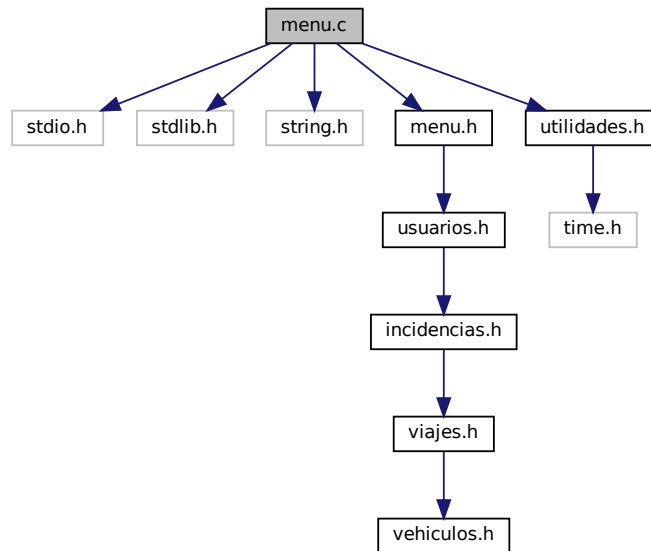 menu.c
stdio.h
stdlib.h
string.h
menu.h
utilidades.h
usuarios.h
time.h
incidencias.h
viajes.h
vehiculos.h